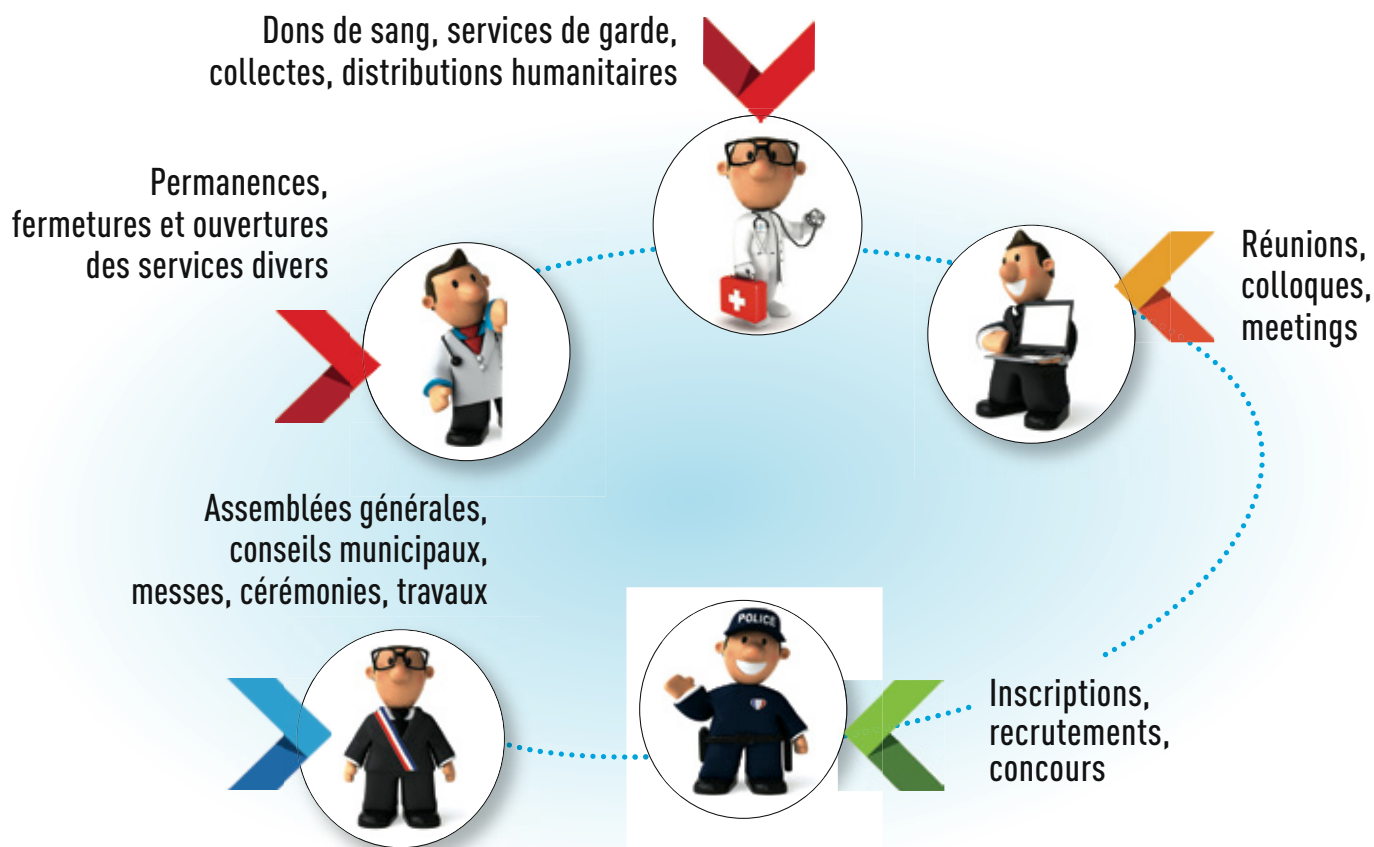 Dons de sang, services de garde,
collectes, distributions humanitaires
Permanences,
fermetures et ouvertures
des services divers
Réunions,
colloques,
meetings
Assemblées générales,
conseils municipaux,
messes, cérémonies, travaux
POLICE
Inscriptions,
recrutements,
concours